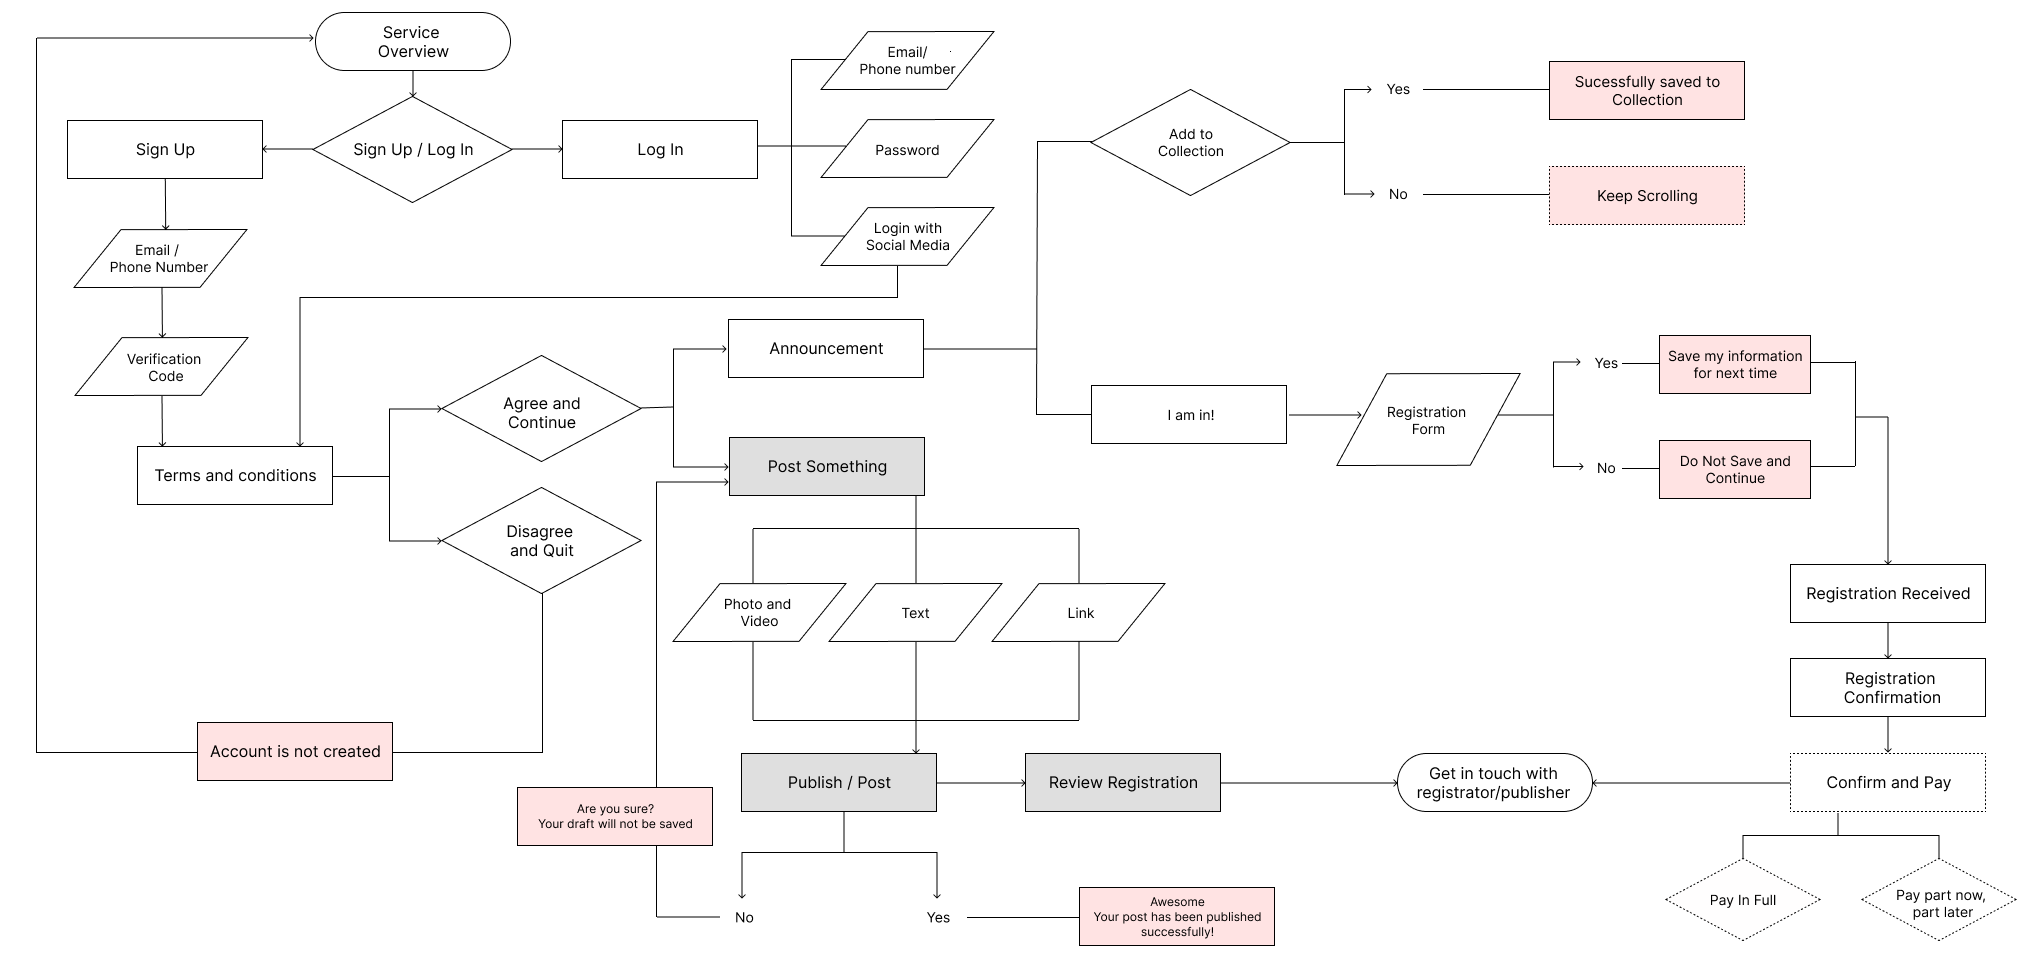 Service
Overview
Sign Up
Sign Up / Log In
Log In
Email/
Phone number
Password
Login with
Social Media
Add to
Collection
Yes
Sucessfully saved to
Collection
No
Keep Scrolling
Email /
Phone Number
Verification
Code
Terms and conditions
Agree and
Continue
Disagree
and Quit
Account is not created
Announcement
I am in!
Registration
Form
Yes
Save my information
for next time
No
Do Not Save and
Continue
Post Something
Photo and
Video
Text
Link
Registration Received
Registration
Confirmation
Publish / Post
Review Registration
Get in touch with
registrator/publisher
Confirm and Pay
Are you sure?
Your draft will not be saved
No
Yes
Awesome
Your post has been published
successfully!
Pay In Full
Pay part now,
part later